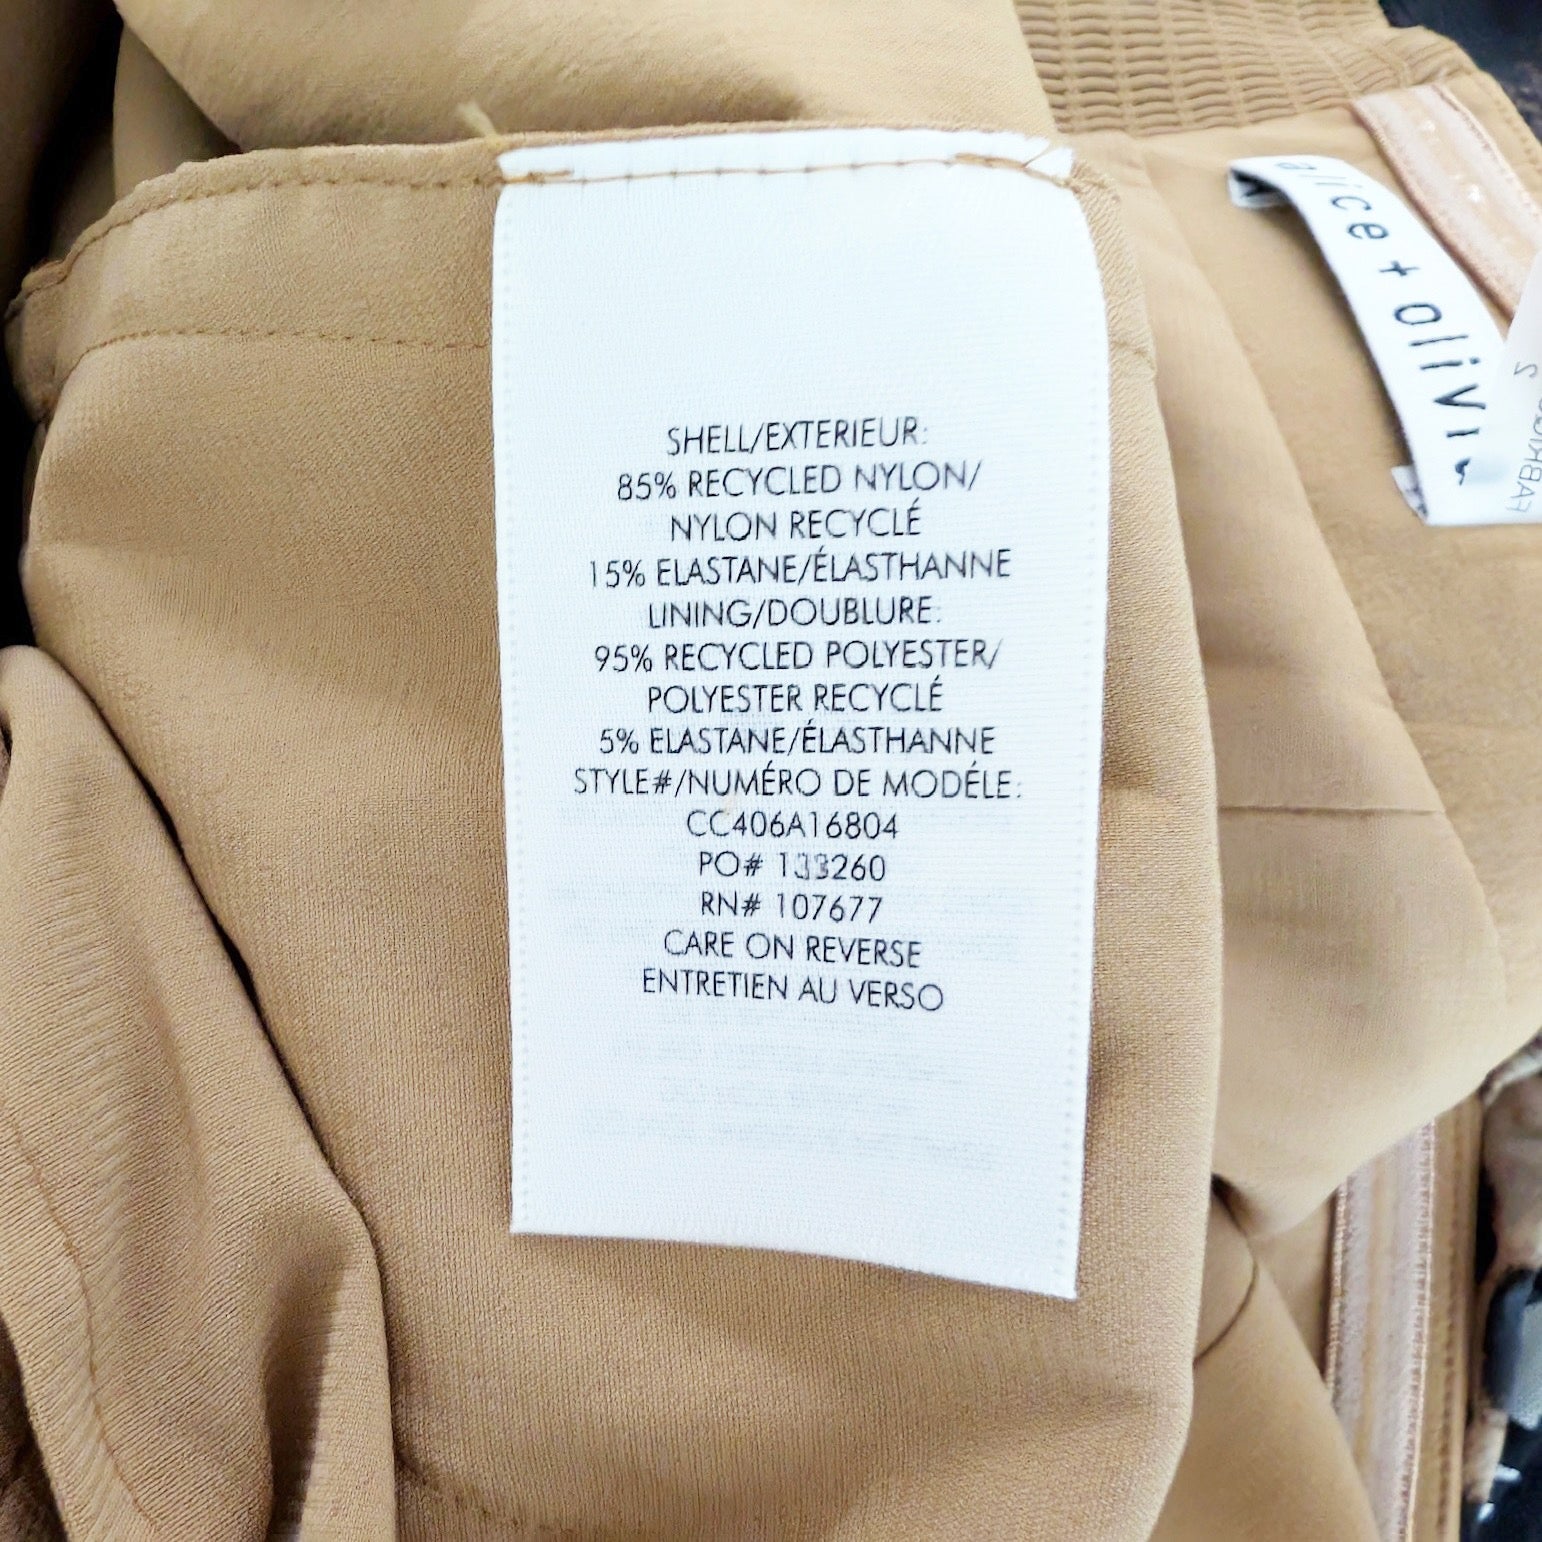 SHELL/EXTERIEUR:
85% RECYCLED NYLON/
NYLON RECYCLÉ
15% ELASTANE/ÉLASTHANNE
LINING/DOUBLURE:
95% RECYCLED POLYESTER/
POLYESTER RECYCLÉ
5% ELASTANE/ÉLASTHANNE
STYLE#/NUMÉRO DE MODÉLE:
CC406A16804
PO# 133260
RN# 107677
CARE ON REVERSE
ENTRETIEN AU VERSO
alice + olivi